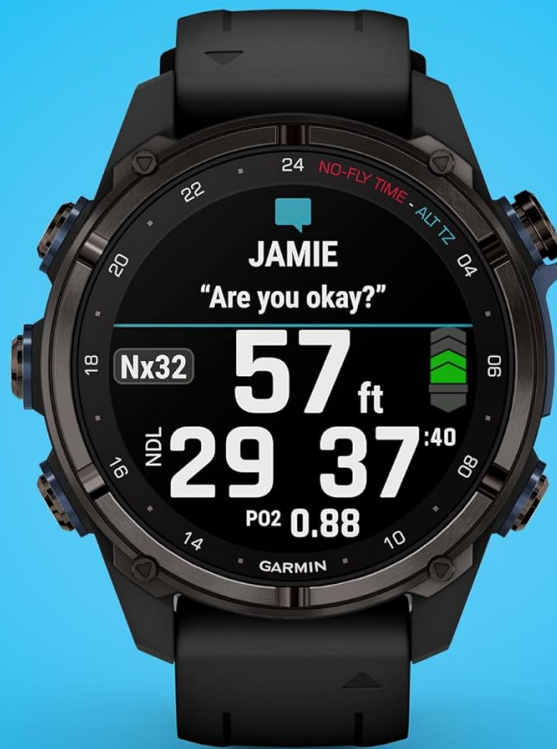 24 NO-FLY TIME - ALT TZ 04 06 08 10 14 16 18 20 22
JAMIE
“Are you okay?”
Nx32 57 ft
NDL 29 37 :40
PO2 0.88
GARMIN